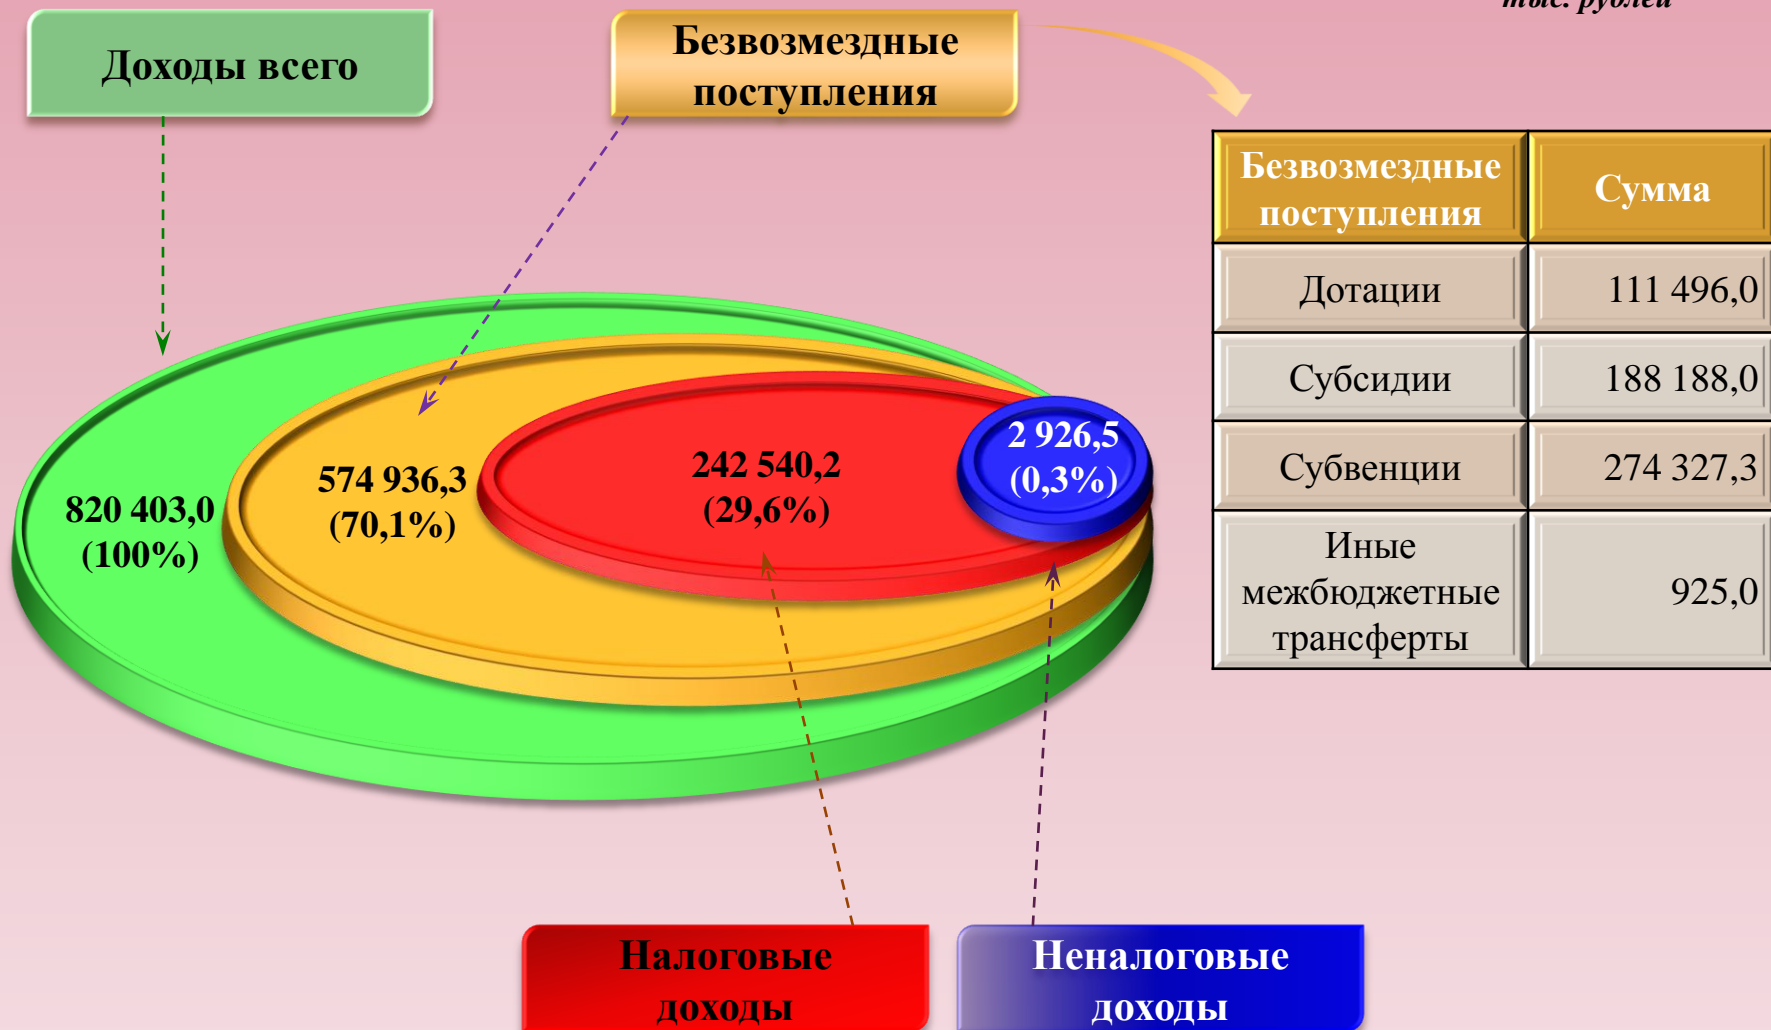 тыс. рублей
Доходы всего
Безвозмездные
поступления
Безвозмездные
поступления
Сумма
Дотации
111 496,0
Субсидии
188 188,0
Субвенции
274 327,3
Иные
межбюджетные
трансферты
925,0
820 403,0
(100%)
574 936,3
(70,1%)
242 540,2
(29,6%)
2 926,5
(0,3%)
Налоговые
доходы
Неналоговые
доходы